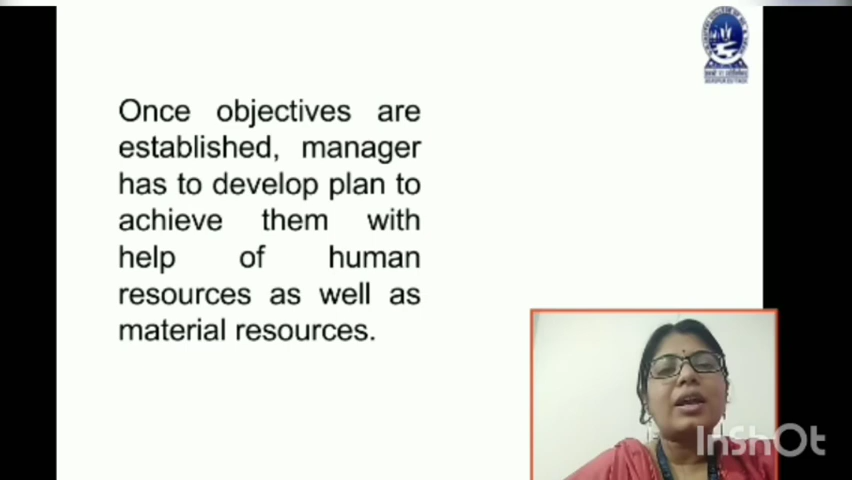 Once objectives are
established, manager
has to develop plan to
achieve them with
help of human
resources as well as
material resources.
InShOt